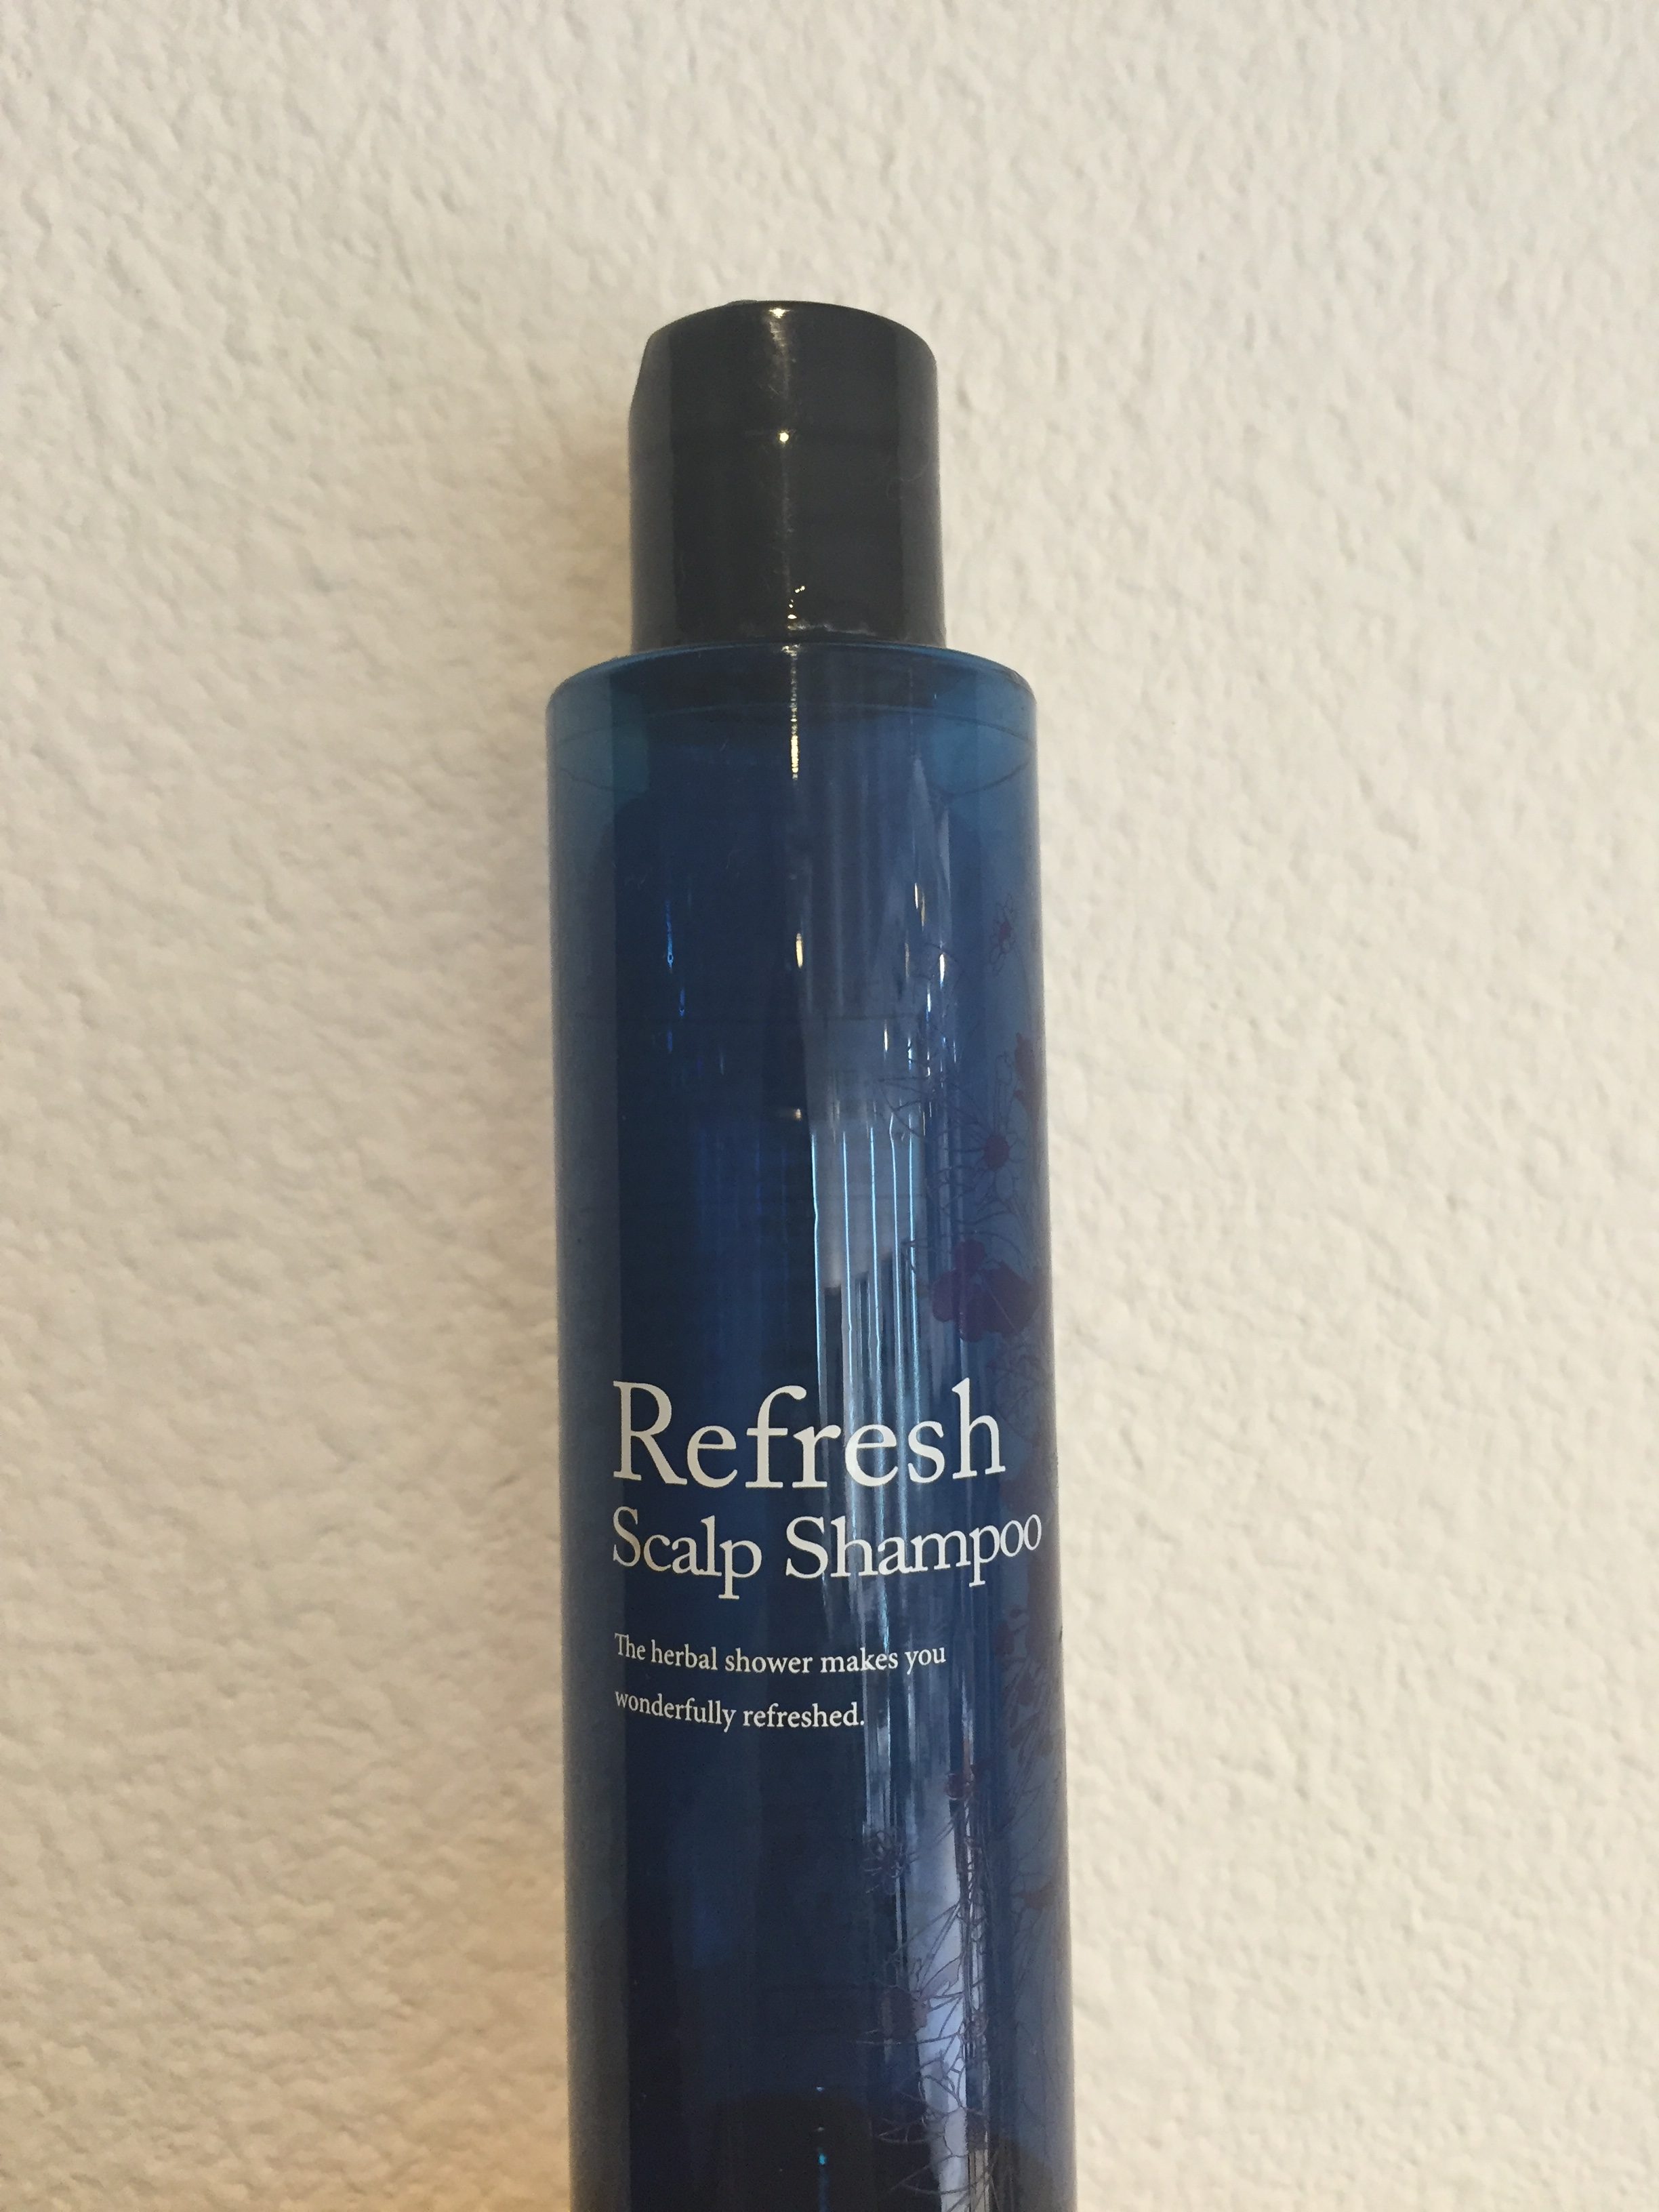 Refresh
Scalp Shampoo
The herbal shower makes you
wonderfully refreshed.